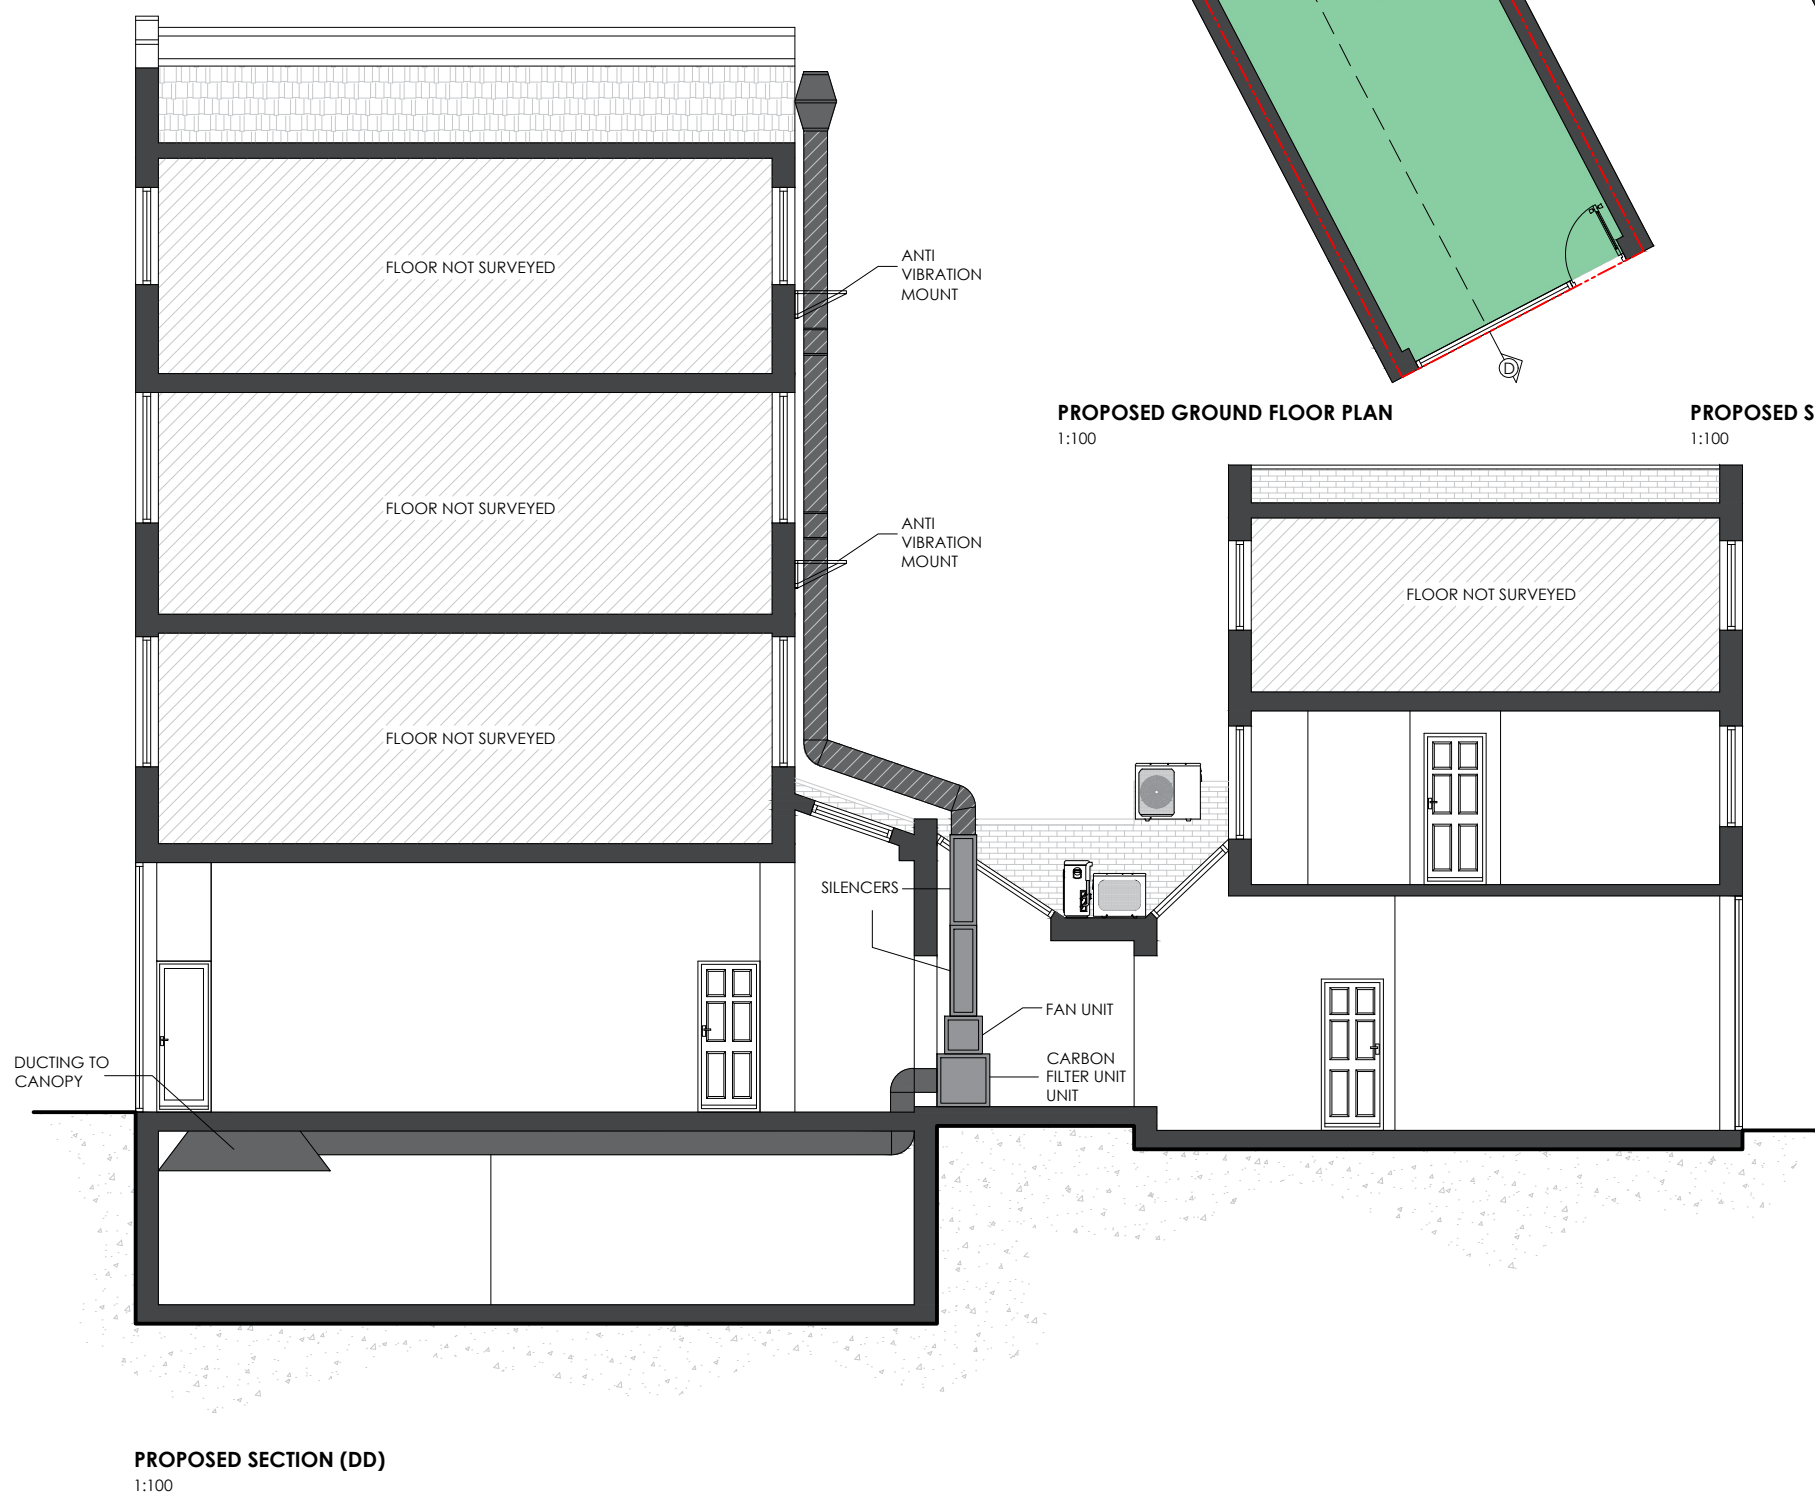 FLOOR NOT SURVEYED
ANTI
VIBRATION
MOUNT
D
PROPOSED GROUND FLOOR PLAN
1:100
PROPOSED S
1:100
FLOOR NOT SURVEYED
ANTI
VIBRATION
MOUNT
FLOOR NOT SURVEYED
FLOOR NOT SURVEYED
SILENCERS
FAN UNIT
CARBON
FILTER UNIT
UNIT
DUCTING TO
CANOPY
PROPOSED SECTION (DD)
1:100